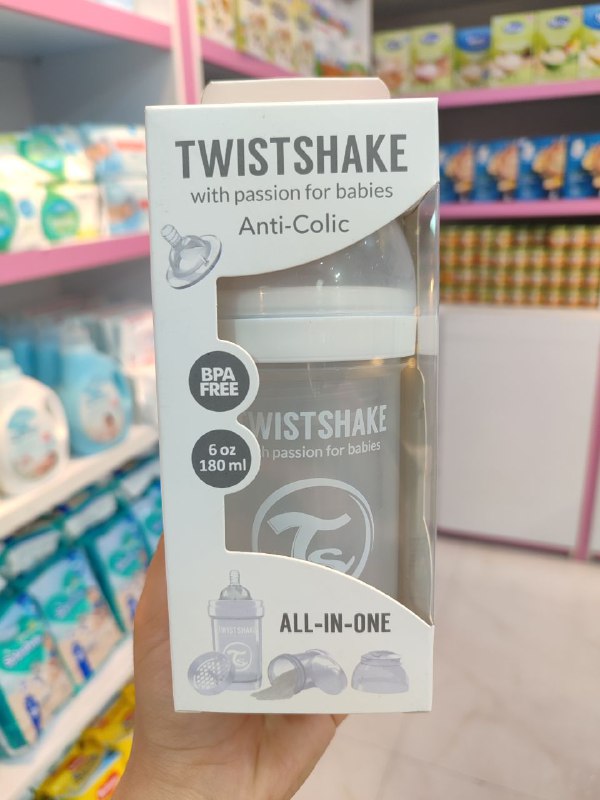 TWISTSHAKE
with passion for babies
Anti-Colic
BPA
FREE
6 oz
180 ml
WISTSHAKE
h passion for babies
Ts
ALL-IN-ONE
TWISTSHAKE